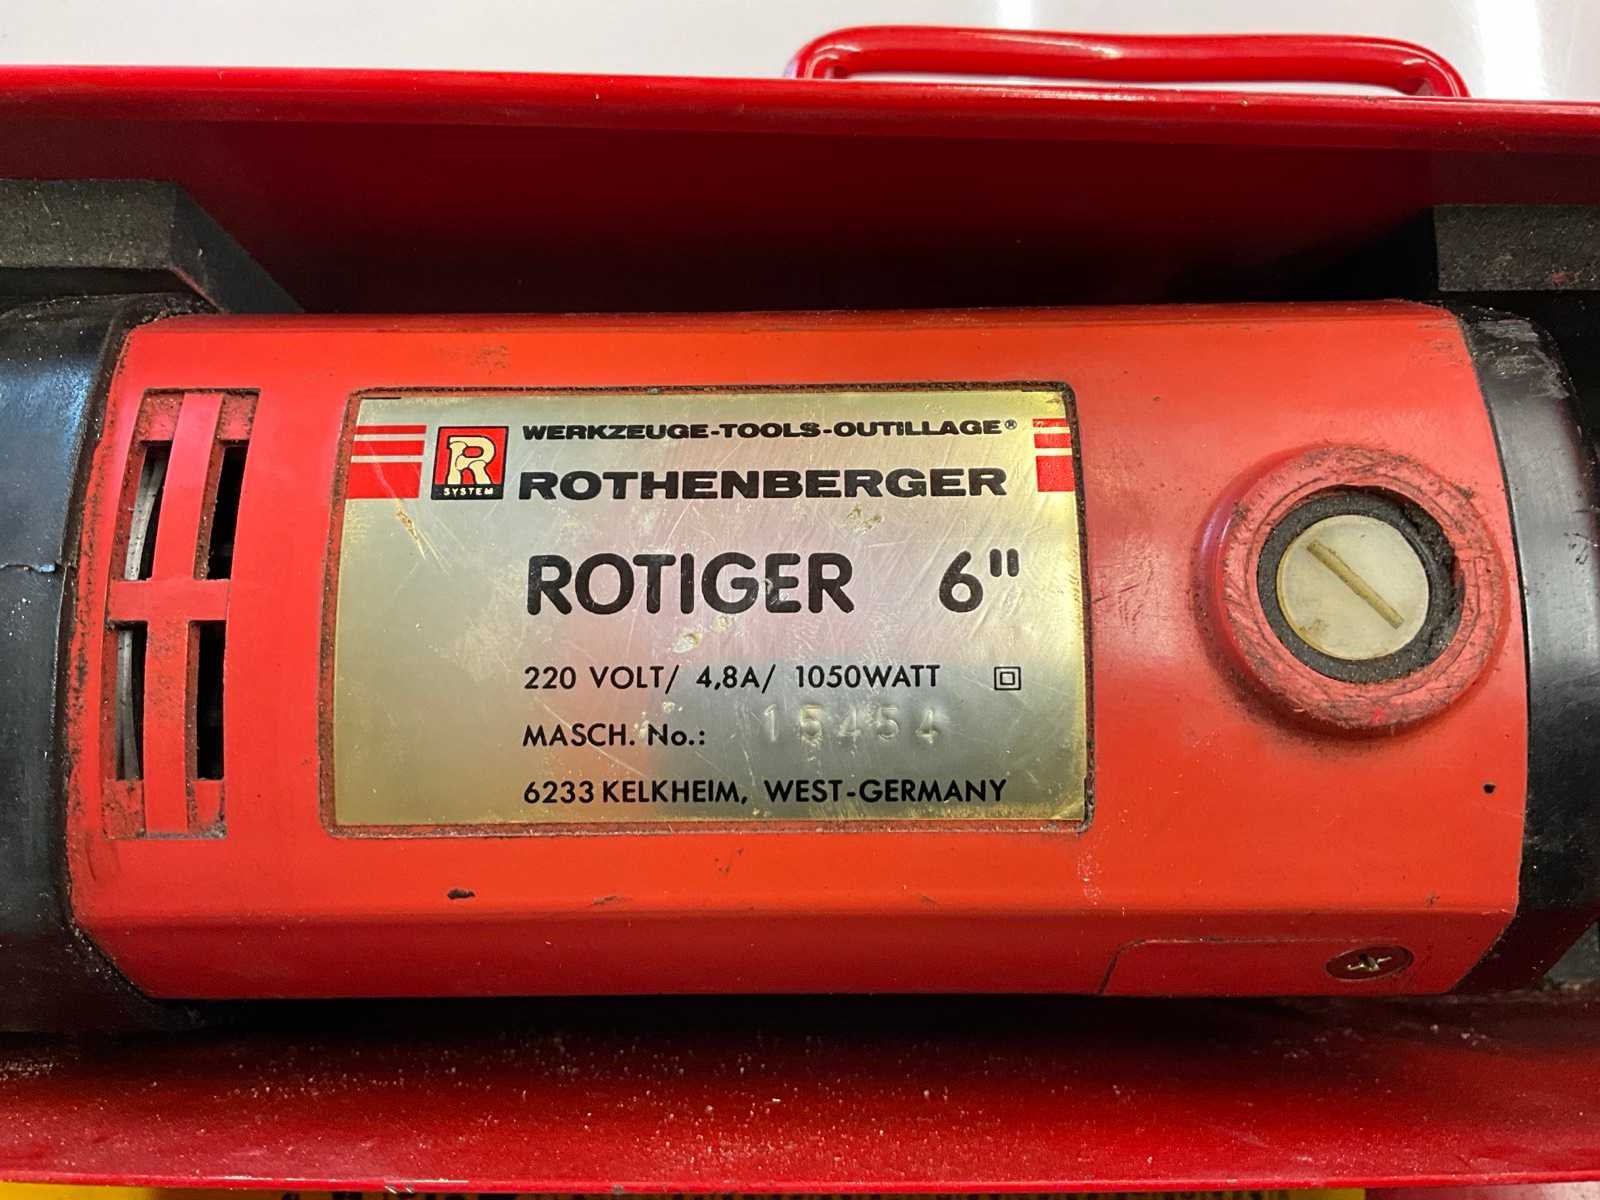 WERKZEUGE-TOOLS-OUTILLAGE®
R SYSTEM
ROTHENBERGER
ROTIGER 6"
220 VOLT/ 4,8A/ 1050WATT
MASCH. No.: 15454
6233 KELKHEIM, WEST-GERMANY